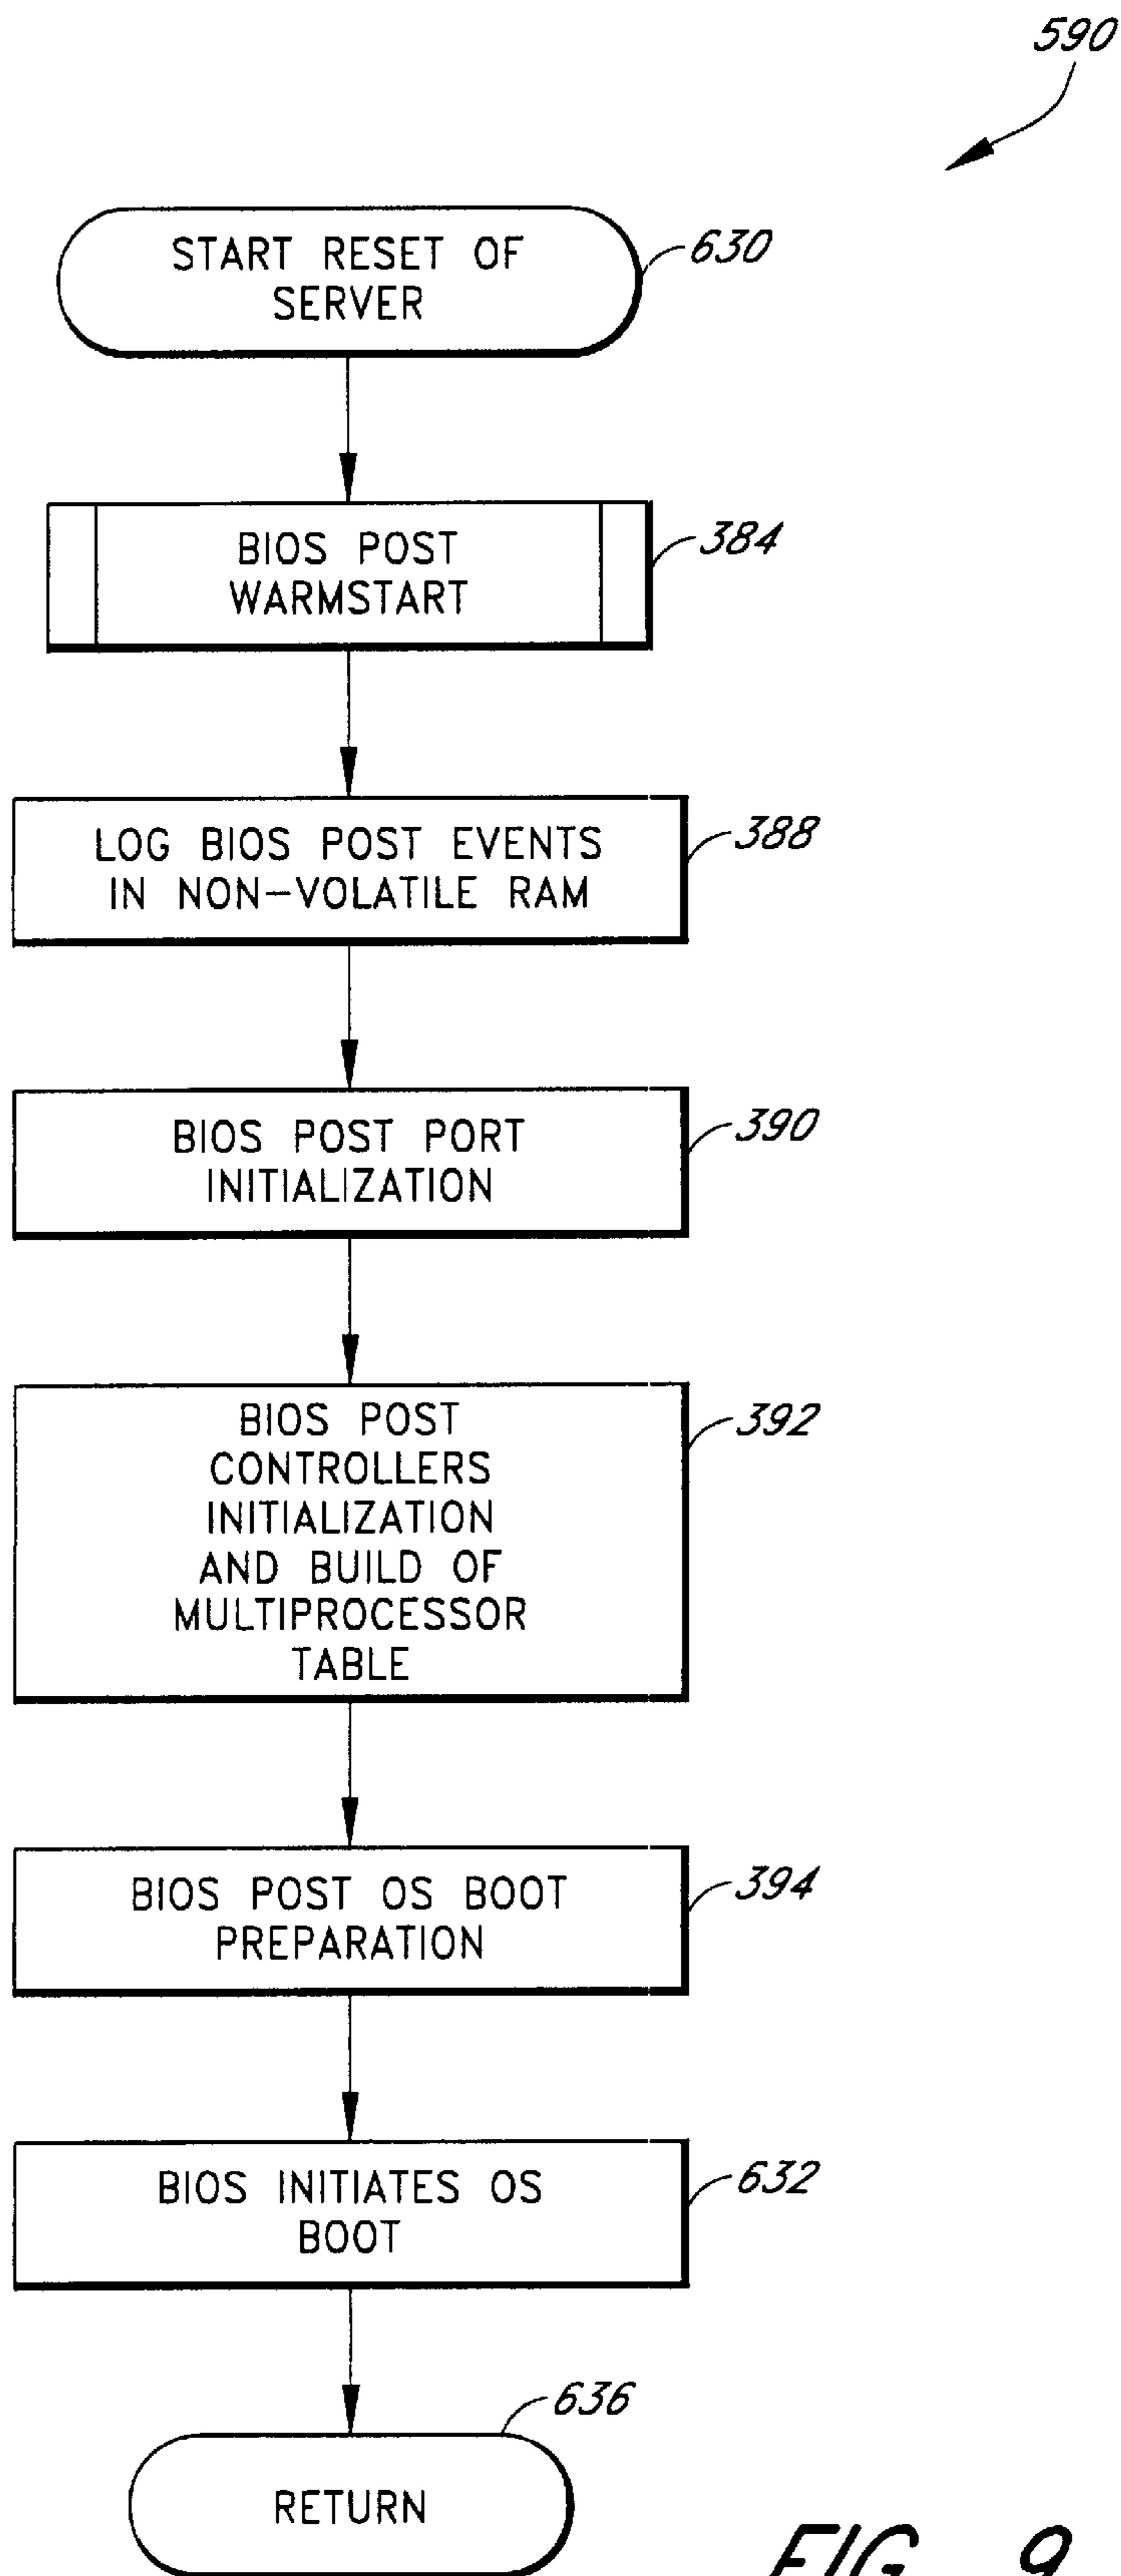 590
START RESET OF
SERVER
630
BIOS POST
WARMSTART
384
LOG BIOS POST EVENTS
IN NON-VOLATILE RAM
388
BIOS POST PORT
INITIALIZATION
390
BIOS POST
CONTROLLERS
INITIALIZATION
AND BUILD OF
MULTIPROCESSOR
TABLE
392
BIOS POST OS BOOT
PREPARATION
394
BIOS INITIATES OS
BOOT
632
636
RETURN
FIG. 9